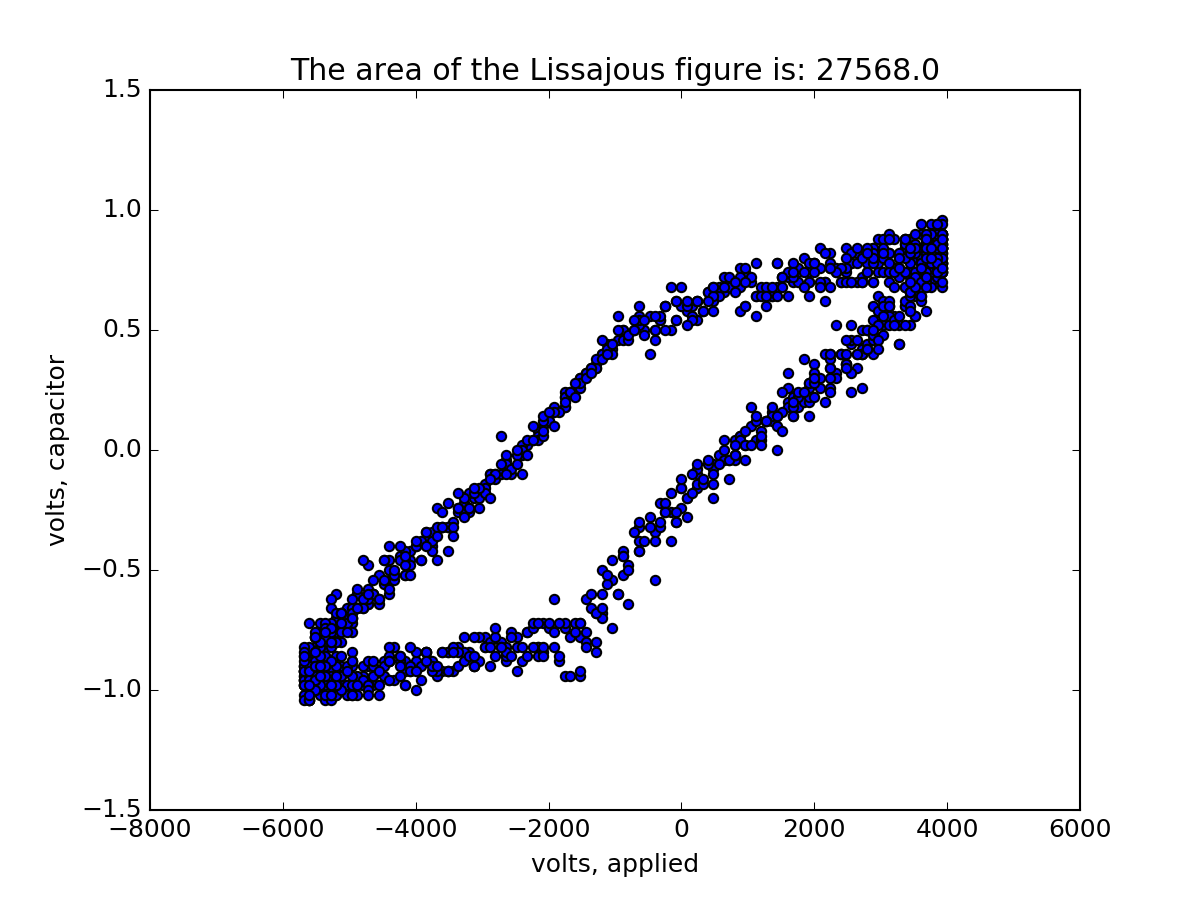 The area of the Lissajous figure is: 27568.0
1.5
1.0
0.5
0.0
−0.5
−1.0
−1.5
volts, capacitor
−8000 −6000 −4000 −2000 0 2000 4000 6000
volts, applied